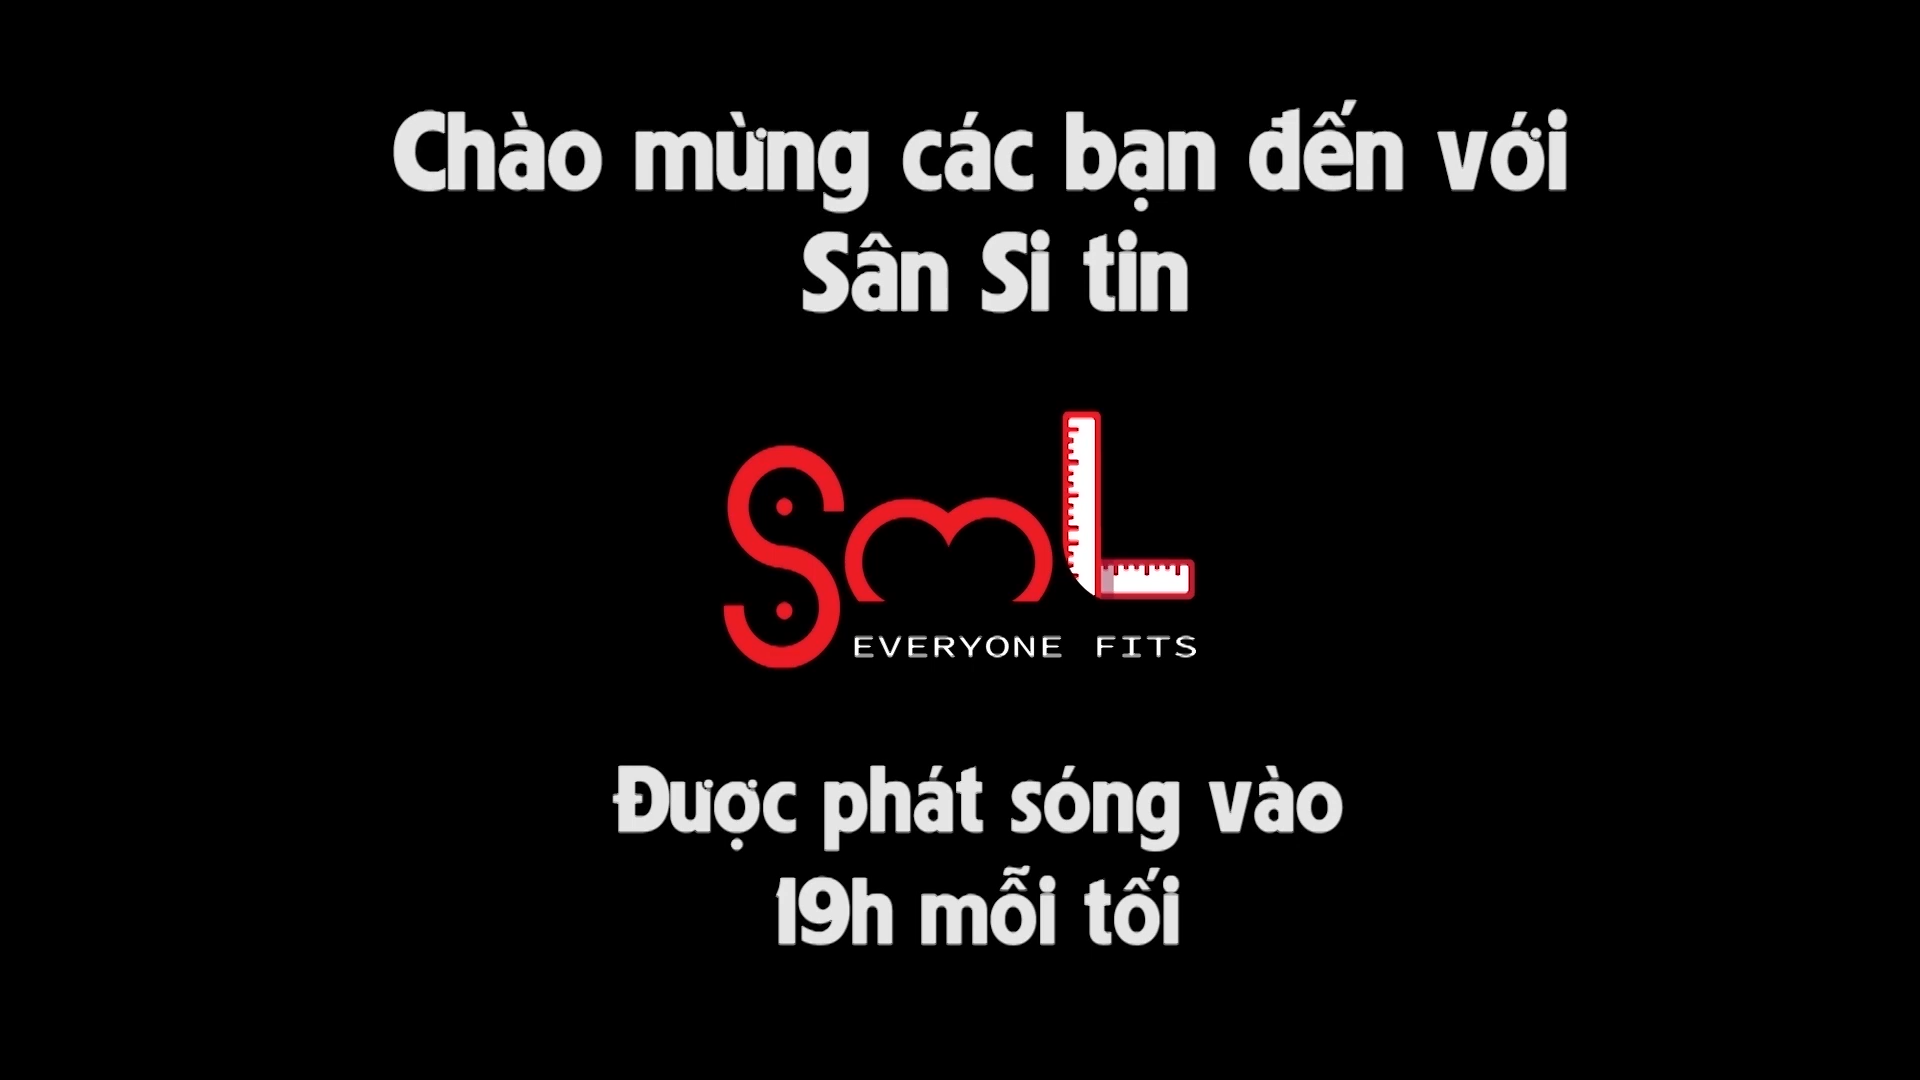 Chào mừng các bạn đến với
Sân Si tin
SmL
EVERYONE FITS
Được phát sóng vào
19h mỗi tối